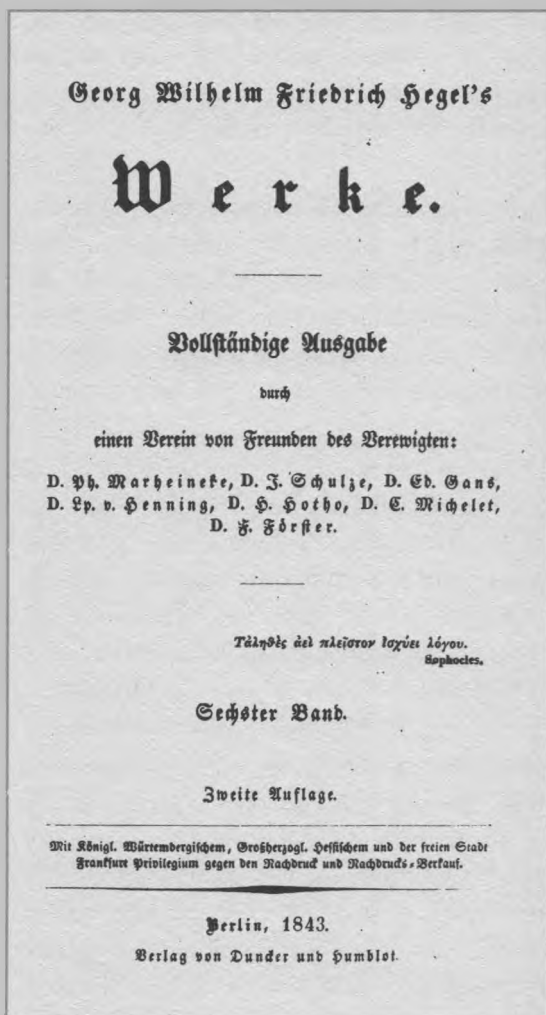 Georg Wilhelm Friedrich Hegel's
Werke.
Vollständige Ausgabe
durch
einen Verein von Freunden des Verewigten:
D. Ph. Marheineke, D. J. Schulze, D. Ed. Gans,
D. Lp. v. Henning, D. H. Hotho, D. C. Michelet,
D. F. Förster.
Τἀληθὲς ἀεὶ πλεῖστον ἰσχύει λόγου.
Sophocles.
Sechster Band.
Zweite Auflage.
Mit Königl. Würtembergischem, Großherzogl. Hessischem und der freien Stadt
Frankfurt Privilegium gegen den Nachdruck und Nachdrucks-Verkauf.
Berlin, 1843.
Verlag von Duncker und Humblot.